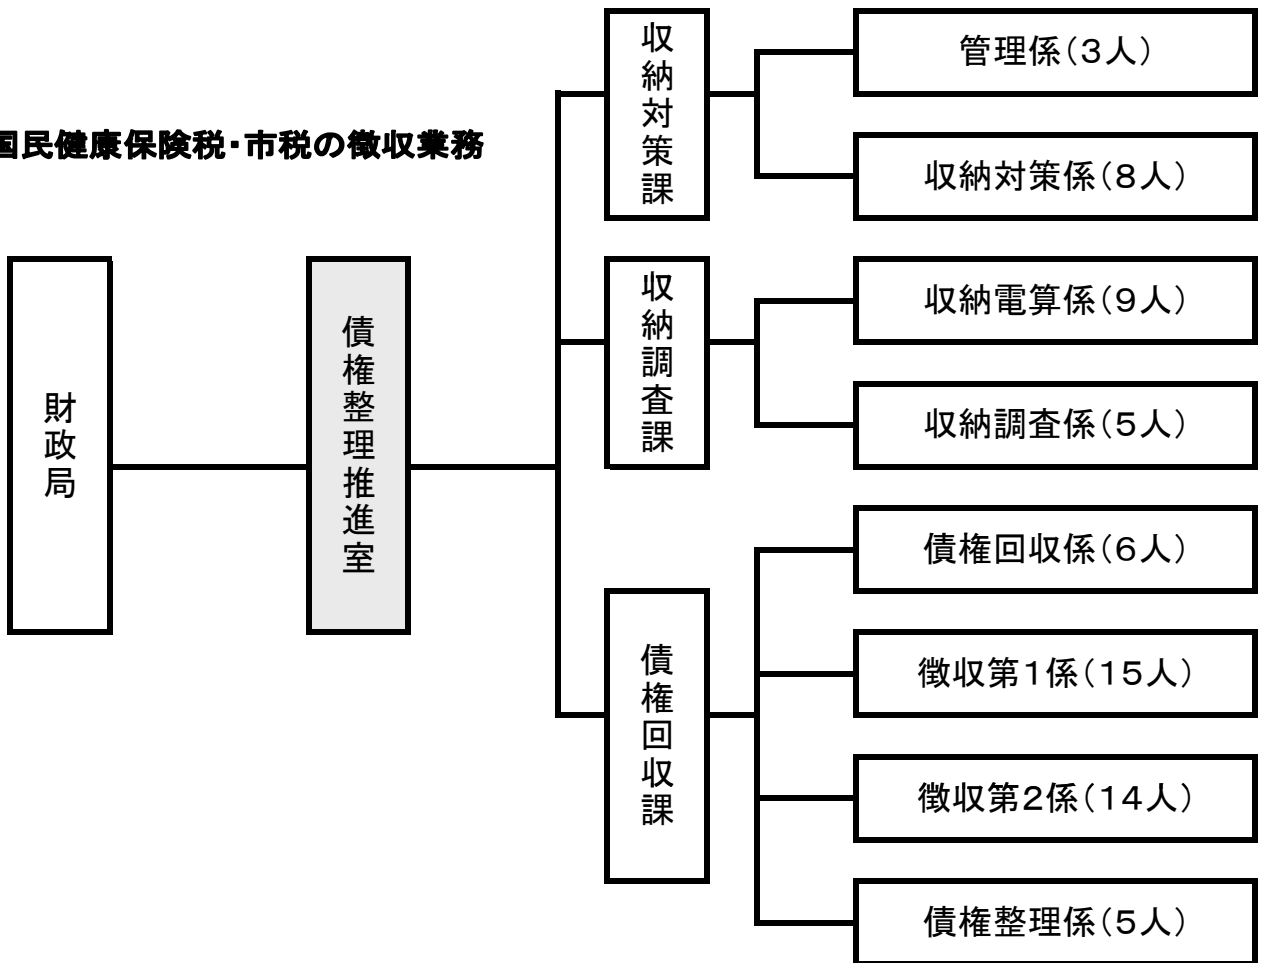 国民健康保険税・市税の徴収業務
財政局
債権整理推進室
収納対策課
管理係(3人)
収納対策係(8人)
収納調査課
収納電算係(9人)
収納調査係(5人)
債権回収課
債権回収係(6人)
徴収第1係(15人)
徴収第2係(14人)
債権整理係(5人)